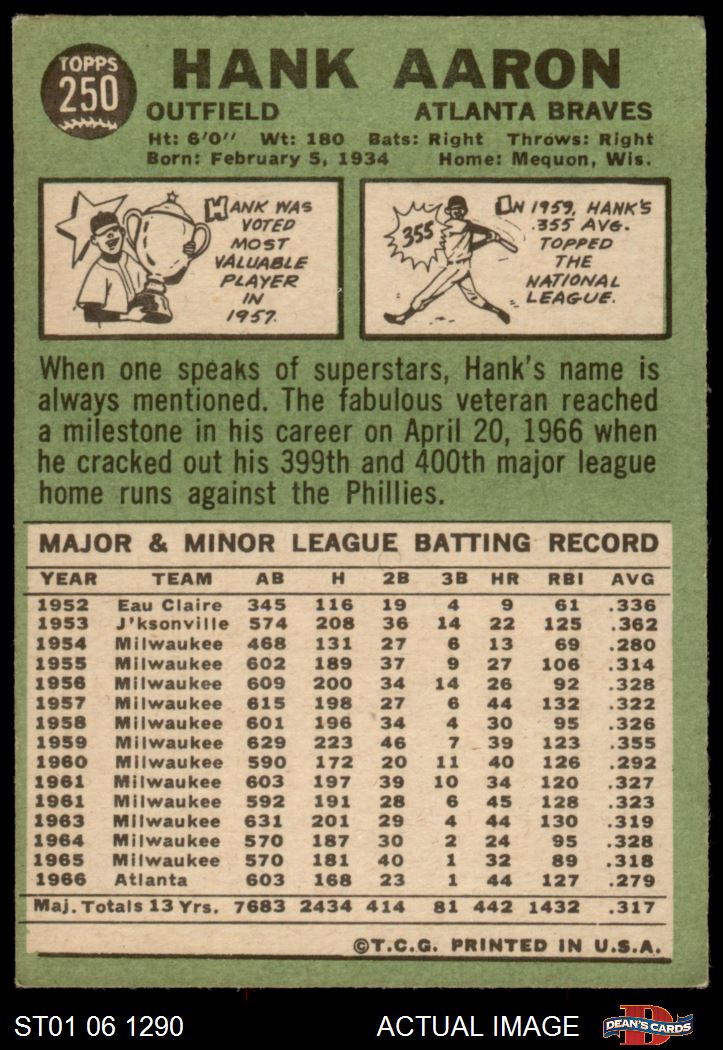 TOPPS
250
HANK AARON
OUTFIELD ATLANTA BRAVES
Ht: 6'0" Wt: 180 Bats: Right Throws: Right
Born: February 5, 1934 Home: Mequon, Wis.
HANK WAS
VOTED
MOST
VALUABLE
PLAYER
IN
1957.
355
IN 1959, HANK'S
.355 AVG.
TOPPED
THE
NATIONAL
LEAGUE.
When one speaks of superstars, Hank's name is
always mentioned. The fabulous veteran reached
a milestone in his career on April 20, 1966 when
he cracked out his 399th and 400th major league
home runs against the Phillies.
MAJOR & MINOR LEAGUE BATTING RECORD
YEAR TEAM AB H 2B 3B HR RBI AVG
1952 Eau Claire 345 116 19 4 9 61 .336
1953 J'ksonville 574 208 36 14 22 125 .362
1954 Milwaukee 468 131 27 6 13 69 .280
1955 Milwaukee 602 189 37 9 27 106 .314
1956 Milwaukee 609 200 34 14 26 92 .328
1957 Milwaukee 615 198 27 6 44 132 .322
1958 Milwaukee 601 196 34 4 30 95 .326
1959 Milwaukee 629 223 46 7 39 123 .355
1960 Milwaukee 590 172 20 11 40 126 .292
1961 Milwaukee 603 197 39 10 34 120 .327
1961 Milwaukee 592 191 28 6 45 128 .323
1963 Milwaukee 631 201 29 4 44 130 .319
1964 Milwaukee 570 187 30 2 24 95 .328
1965 Milwaukee 570 181 40 1 32 89 .318
1966 Atlanta 603 168 23 1 44 127 .279
Maj. Totals 13 Yrs. 7683 2434 414 81 442 1432 .317
©T.C.G. PRINTED IN U.S.A.
ST01 06 1290 ACTUAL IMAGE
D
DEAN'S CARDS